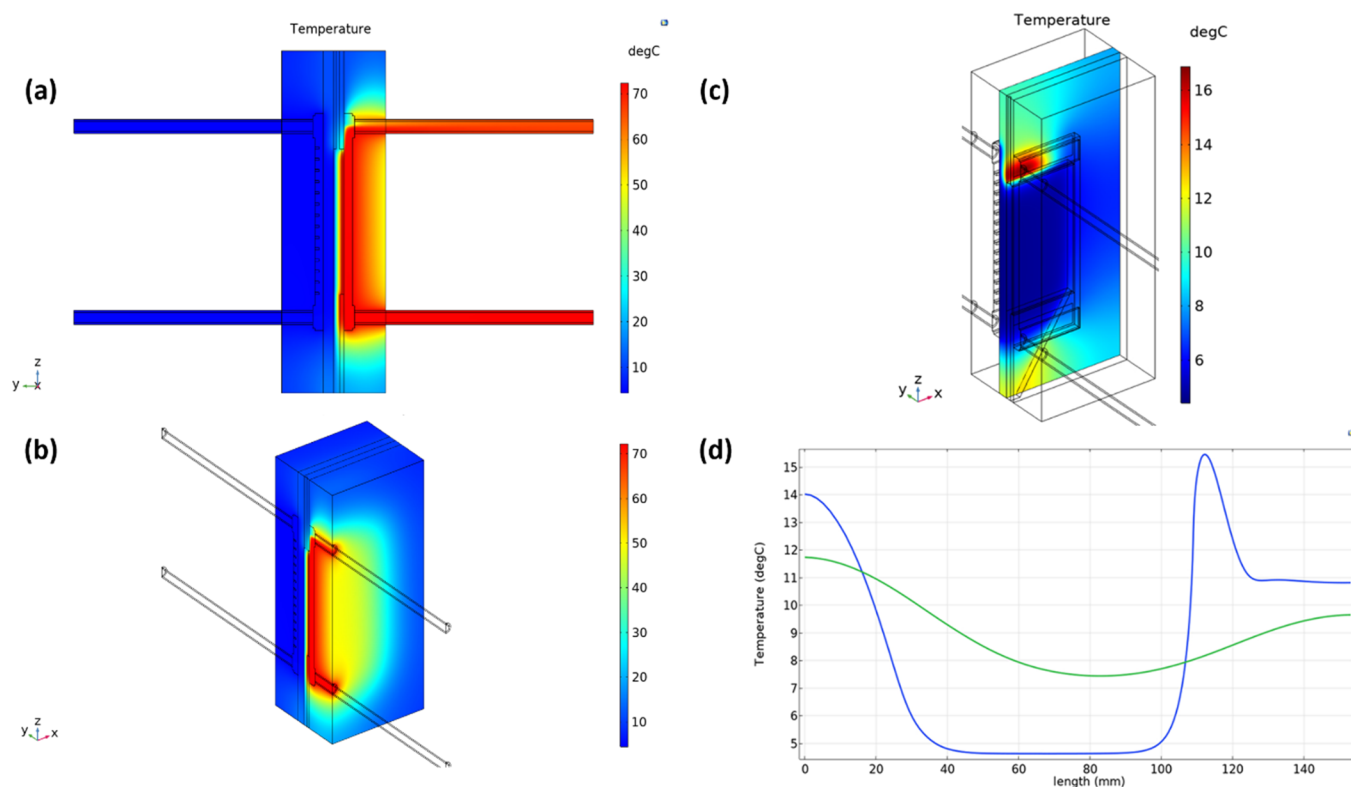 (a)
Temperature
degC
70
60
50
40
30
20
10
z
y x
(b)
70
60
50
40
30
20
10
z
y x
(c)
Temperature
degC
16
14
12
10
8
6
z
y x
(d)
Temperature (degC)
15
14
13
12
11
10
9
8
7
6
5
0 20 40 60 80 100 120 140
length (mm)